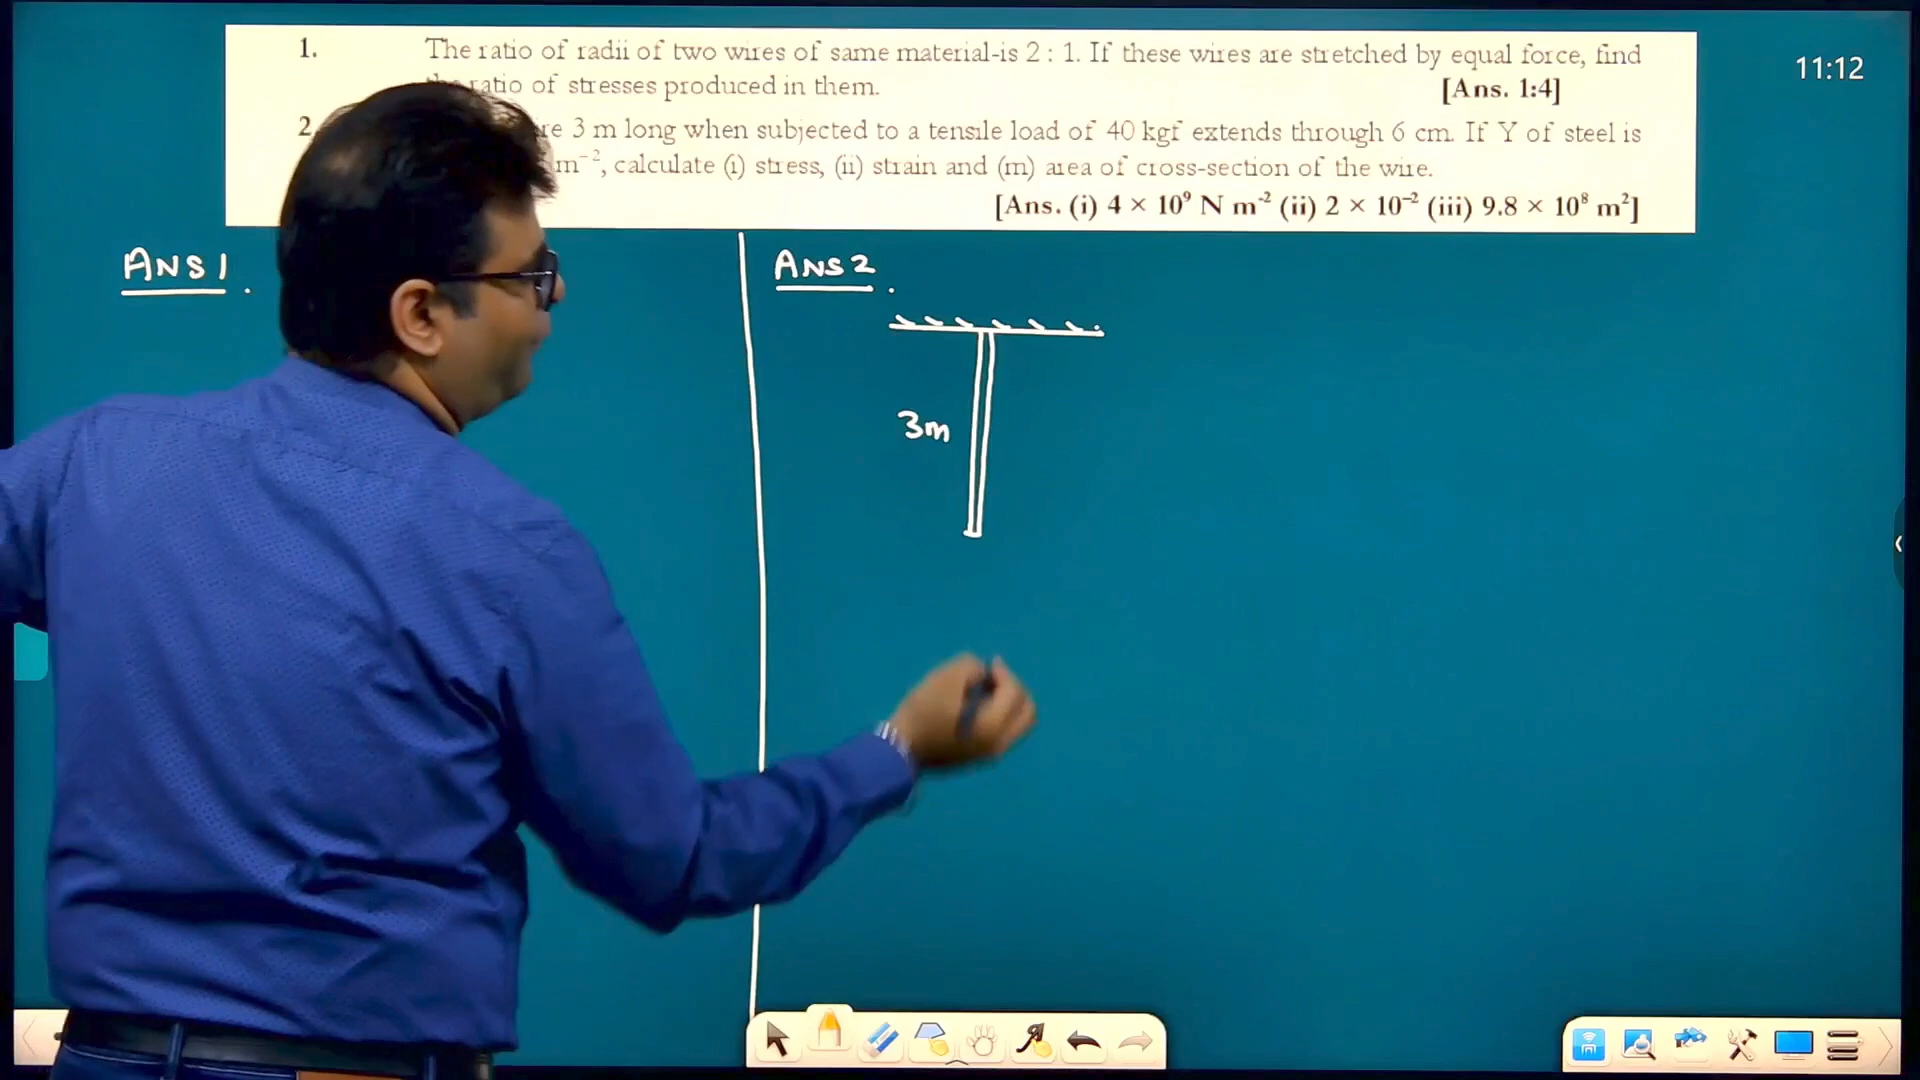 1. The ratio of radii of two wires of same material-is 2 : 1. If these wires are stretched by equal force, find
ratio of stresses produced in them. [Ans. 1:4]
2. 3 m long when subjected to a tensile load of 40 kgf extends through 6 cm. If Y of steel is
m⁻², calculate (i) stress, (ii) strain and (m) area of cross-section of the wire.
[Ans. (i) 4 × 10⁹ N m⁻² (ii) 2 × 10⁻² (iii) 9.8 × 10⁸ m²]
11:12
ANS 1.
ANS 2.
3m